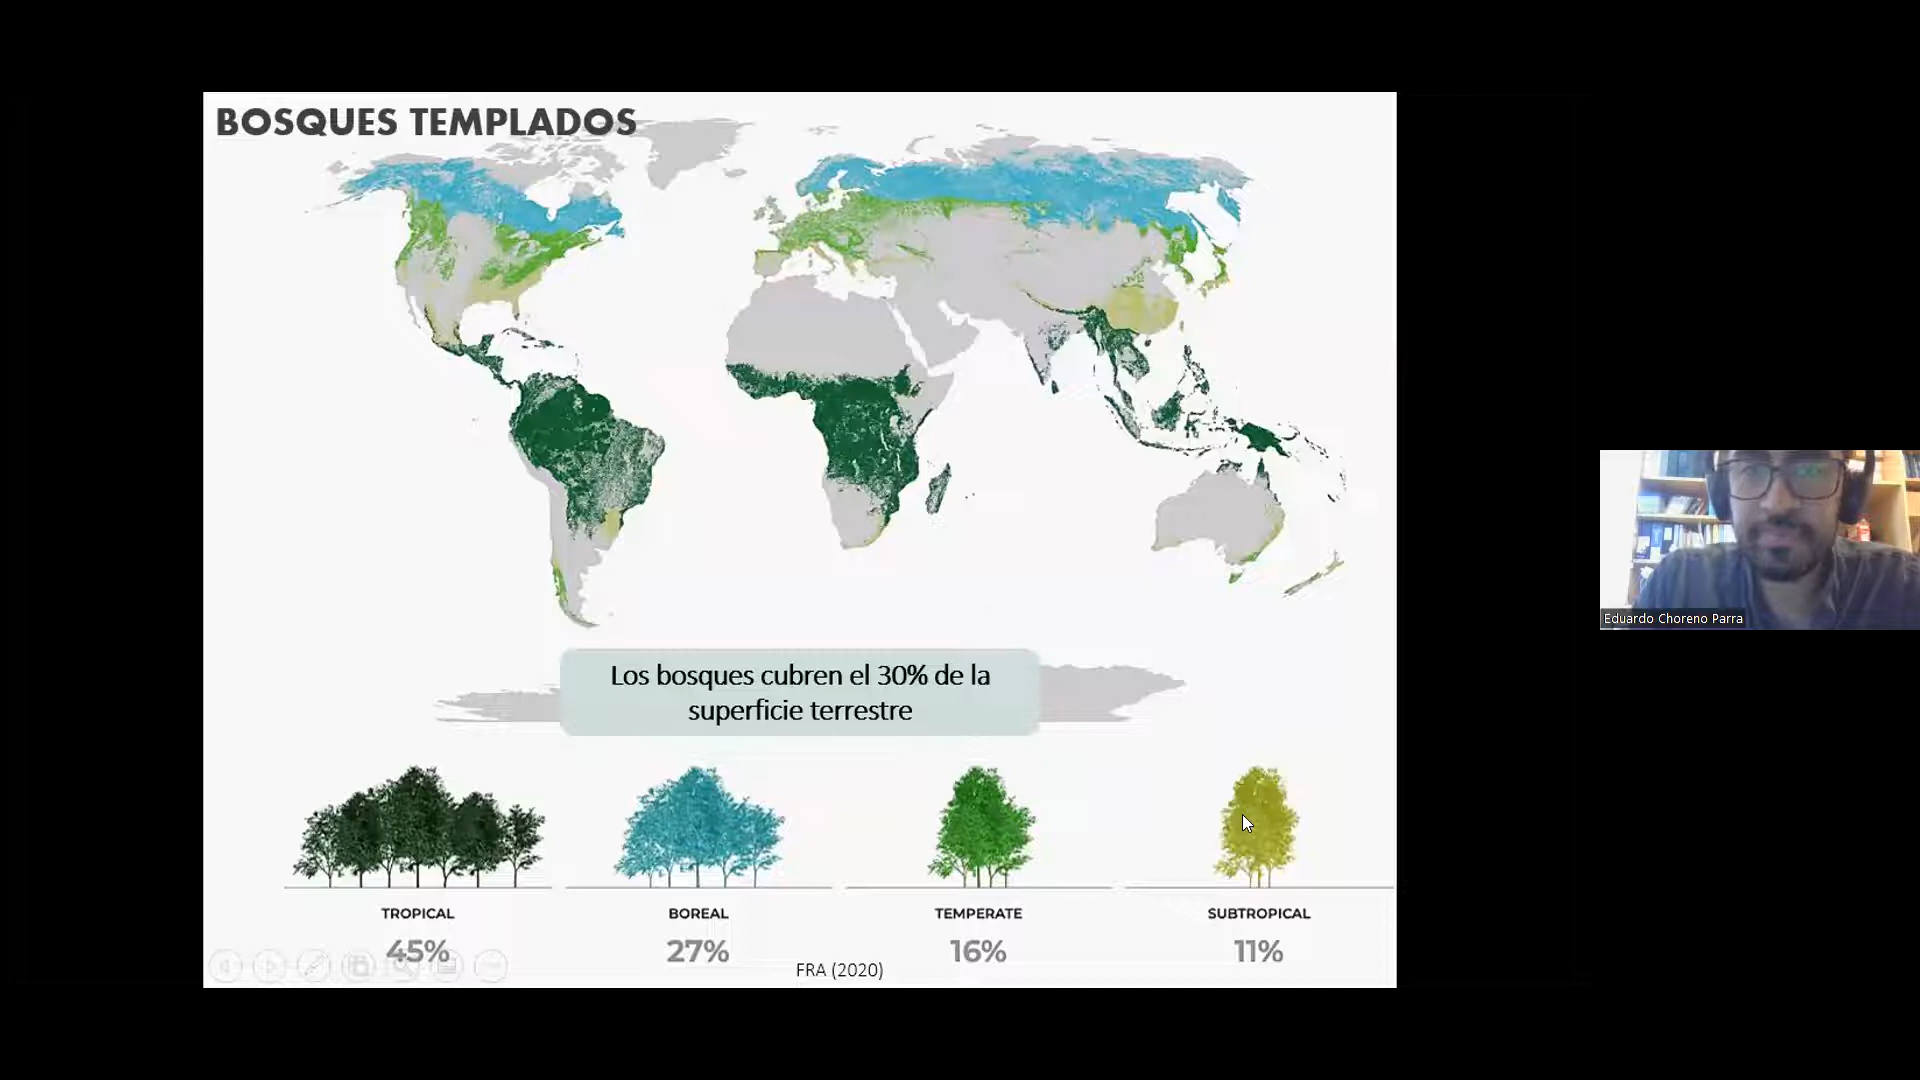 BOSQUES TEMPLADOS
Los bosques cubren el 30% de la
superficie terrestre
TROPICAL
BOREAL
TEMPERATE
SUBTROPICAL
45%
27%
16%
11%
FRA (2020)
Eduardo Choreno Parra